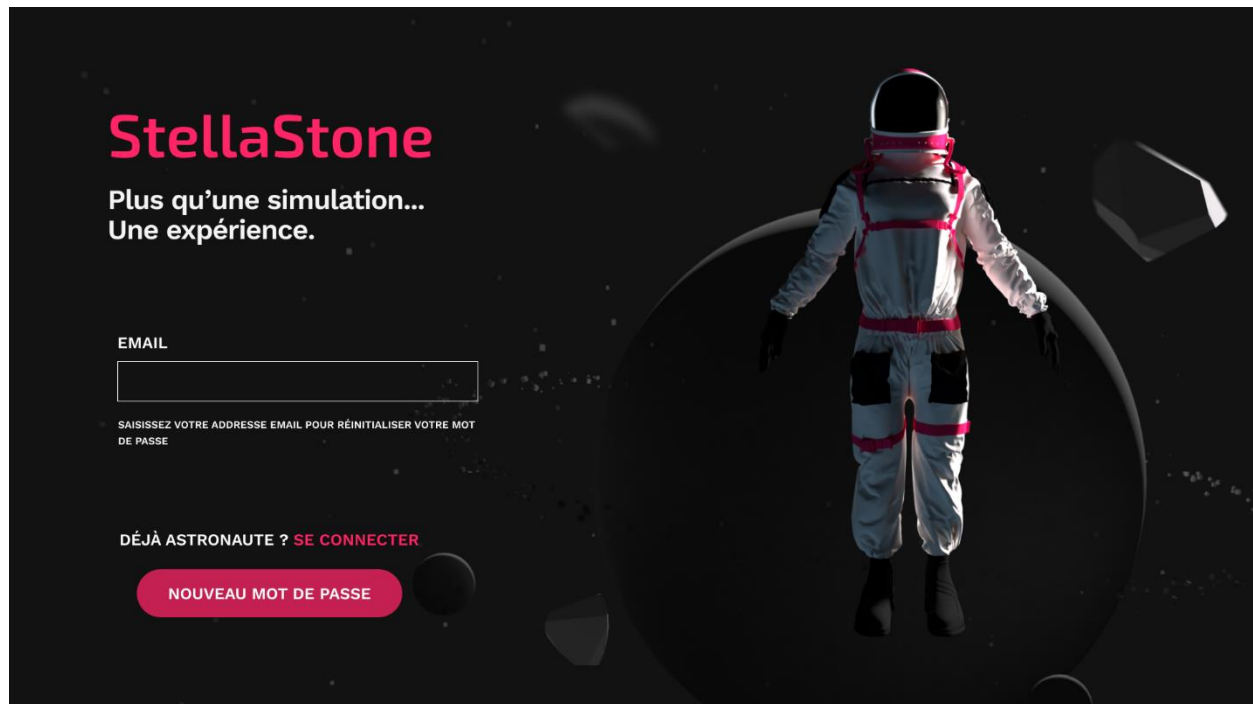 StellaStone
Plus qu’une simulation...
Une expérience.
EMAIL
SAISISSEZ VOTRE ADDRESSE EMAIL POUR RÉINITIALISER VOTRE MOT
DE PASSE
DÉJÀ ASTRONAUTE ? SE CONNECTER
NOUVEAU MOT DE PASSE